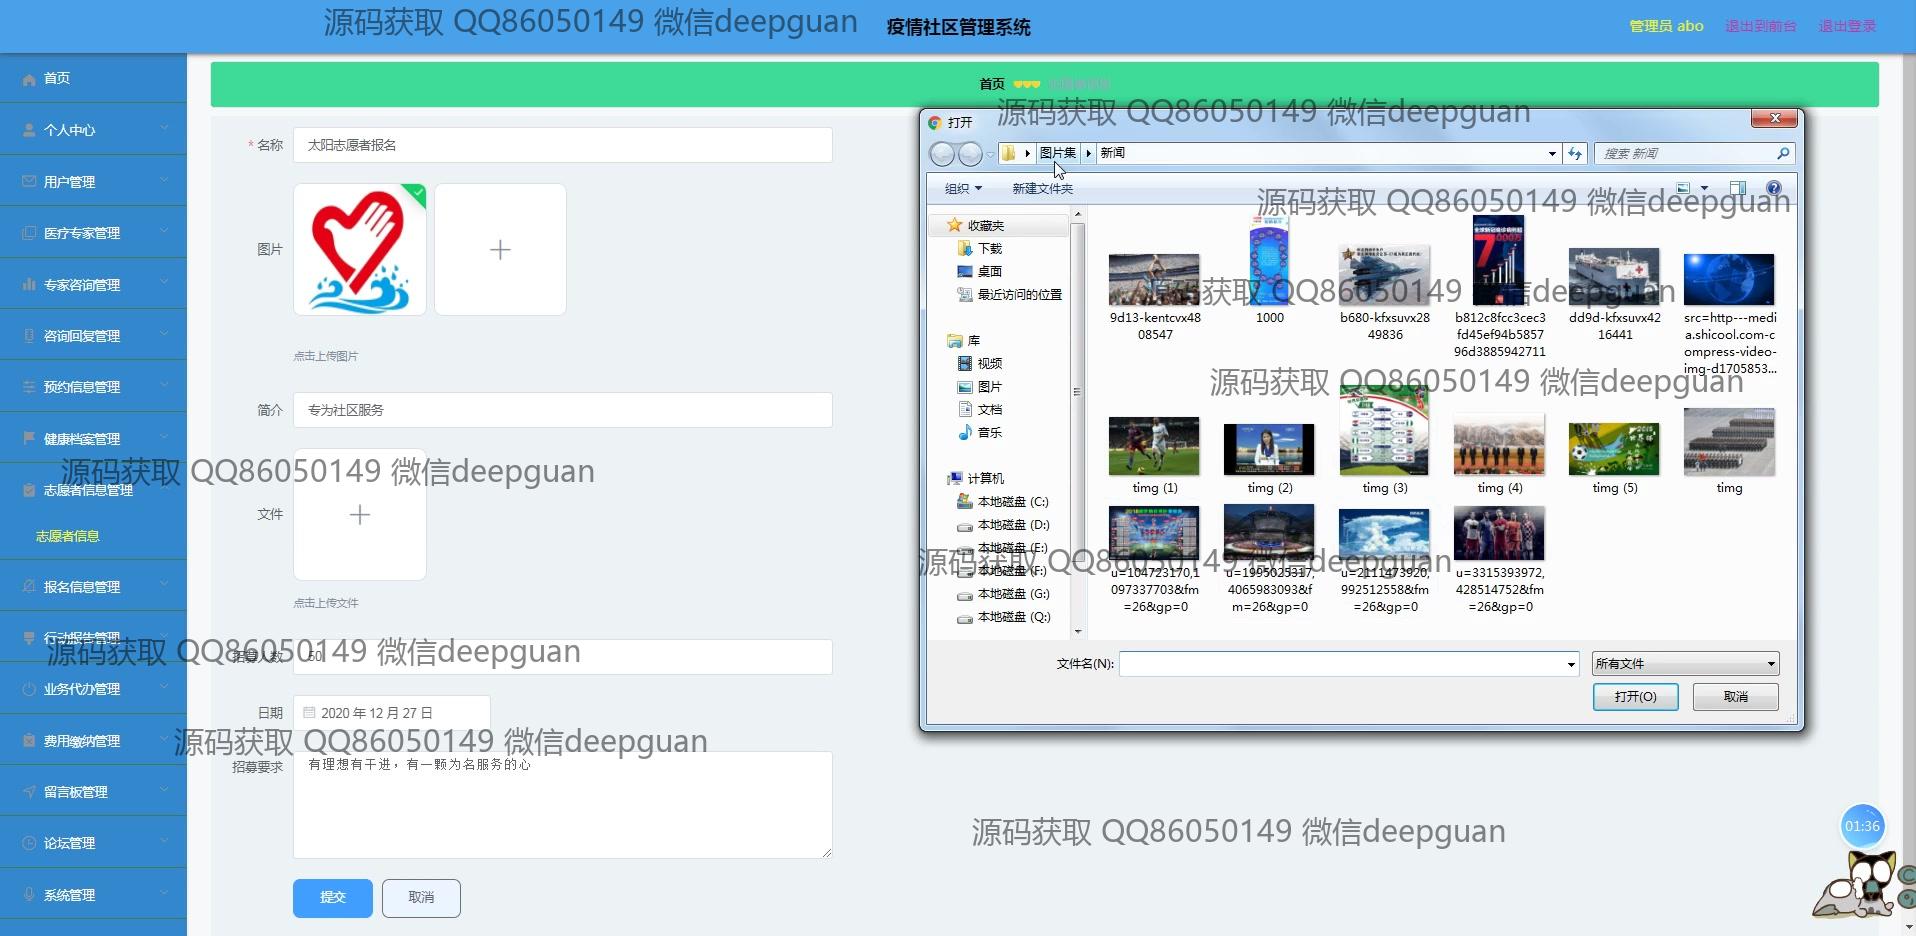 源码获取 QQ86050149 微信deepguan
疫情社区管理系统
管理员 abo
退出到前台
退出登录
首页
个人中心
用户管理
医疗专家管理
专家咨询管理
咨询回复管理
预约信息管理
健康档案管理
志愿者信息管理
志愿者信息
报名信息管理
行动报告管理
业务代办管理
费用缴纳管理
留言板管理
论坛管理
系统管理
首页
* 名称
太阳志愿者报名
图片
点击上传图片
简介
专为社区服务
源码获取 QQ86050149 微信deepguan
文件
点击上传文件
源码获取 QQ86050149 微信deepguan
招募人数
50
日期
2020 年 12 月 27 日
源码获取 QQ86050149 微信deepguan
招募要求
有理想有干进，有一颗为名服务的心
提交
取消
源码获取 QQ86050149 微信deepguan
打开
图片集
新闻
搜索 新闻
组织
新建文件夹
源码获取 QQ86050149 微信deepguan
收藏夹
下载
桌面
最近访问的位置
库
视频
图片
文档
音乐
计算机
本地磁盘 (C:)
本地磁盘 (D:)
本地磁盘 (E:)
本地磁盘 (F:)
本地磁盘 (G:)
本地磁盘 (Q:)
源码获取 QQ86050149 微信deepguan
9d13-kentcvx48
08547
1000
b680-kfxsuvx28
49836
b812c8fcc3cec3
fd45ef94b5857
96d3885942711
dd9d-kfxsuvx42
16441
src=http---medi
a.shicool.com-c
ompress-video-
img-d1705853...
源码获取 QQ86050149 微信deepguan
timg (1)
timg (2)
timg (3)
timg (4)
timg (5)
timg
源码获取 QQ86050149 微信deepguan
u=104723170,1
097337703&fm
=26&gp=0
u=1995025317,
4065983093&f
m=26&gp=0
u=2111473920,
992512558&fm
=26&gp=0
u=3315393972,
428514752&fm
=26&gp=0
文件名(N):
所有文件
打开(O)
取消
源码获取 QQ86050149 微信deepguan
01:36